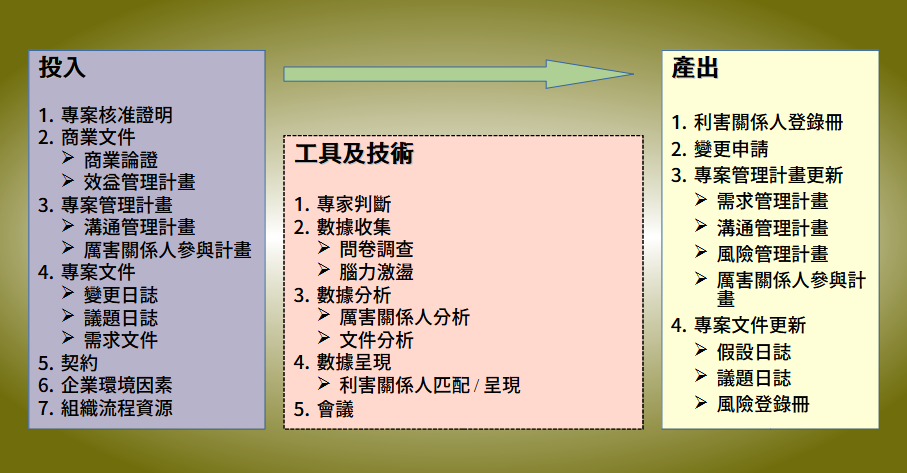 投入
1. 專案核准證明
2. 商業文件
➢ 商業論證
➢ 效益管理計畫
3. 專案管理計畫
➢ 溝通管理計畫
➢ 厲害關係人參與計畫
4. 專案文件
➢ 變更日誌
➢ 議題日誌
➢ 需求文件
5. 契約
6. 企業環境因素
7. 組織流程資源
工具及技術
1. 專家判斷
2. 數據收集
➢ 問卷調查
➢ 腦力激盪
3. 數據分析
➢ 厲害關係人分析
➢ 文件分析
4. 數據呈現
➢ 利害關係人匹配 / 呈現
5. 會議
產出
1. 利害關係人登錄冊
2. 變更申請
3. 專案管理計畫更新
➢ 需求管理計畫
➢ 溝通管理計畫
➢ 風險管理計畫
➢ 厲害關係人參與計
畫
4. 專案文件更新
➢ 假設日誌
➢ 議題日誌
➢ 風險登錄冊